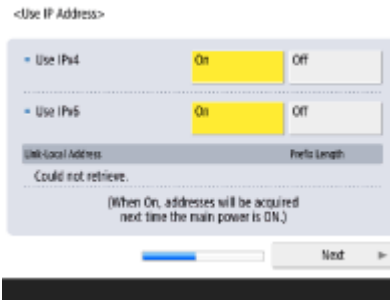 <Use IP Address>
Use IPv4 On Off
Use IPv6 On Off
Link-Local Address Prefix Length
Could not retrieve.
(When On, addresses will be acquired
next time the main power is ON.)
Next